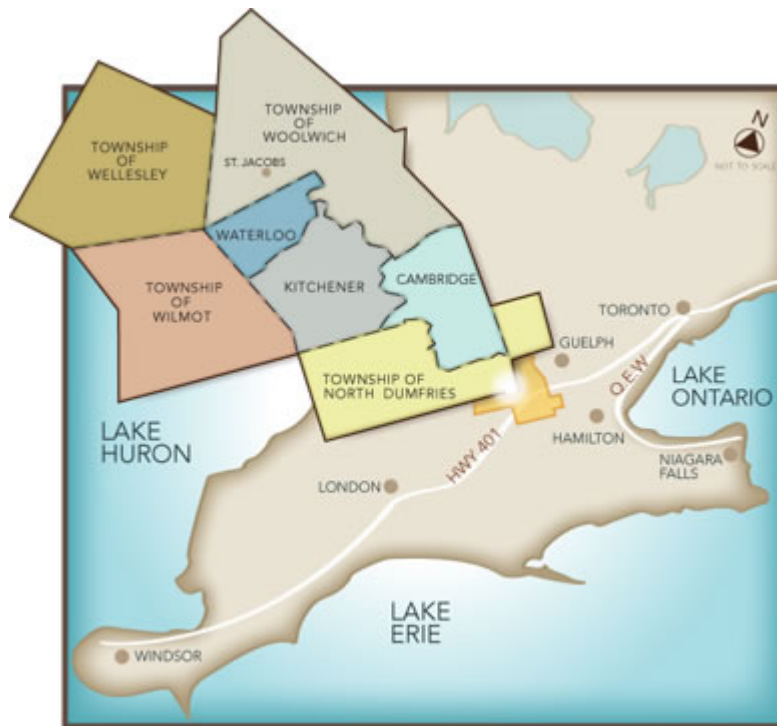 TOWNSHIP
OF
WOOLWICH
N
NOT TO SCALE
TOWNSHIP
OF
WELLESLEY
ST. JACOBS
WATERLOO
KITCHENER
CAMBRIDGE
TOWNSHIP
OF
WILMOT
TORONTO
GUELPH
TOWNSHIP OF
NORTH DUMFRIES
Q.E.W
LAKE
ONTARIO
LAKE
HURON
HAMILTON
NIAGARA
FALLS
HWY 401
LONDON
LAKE
ERIE
WINDSOR